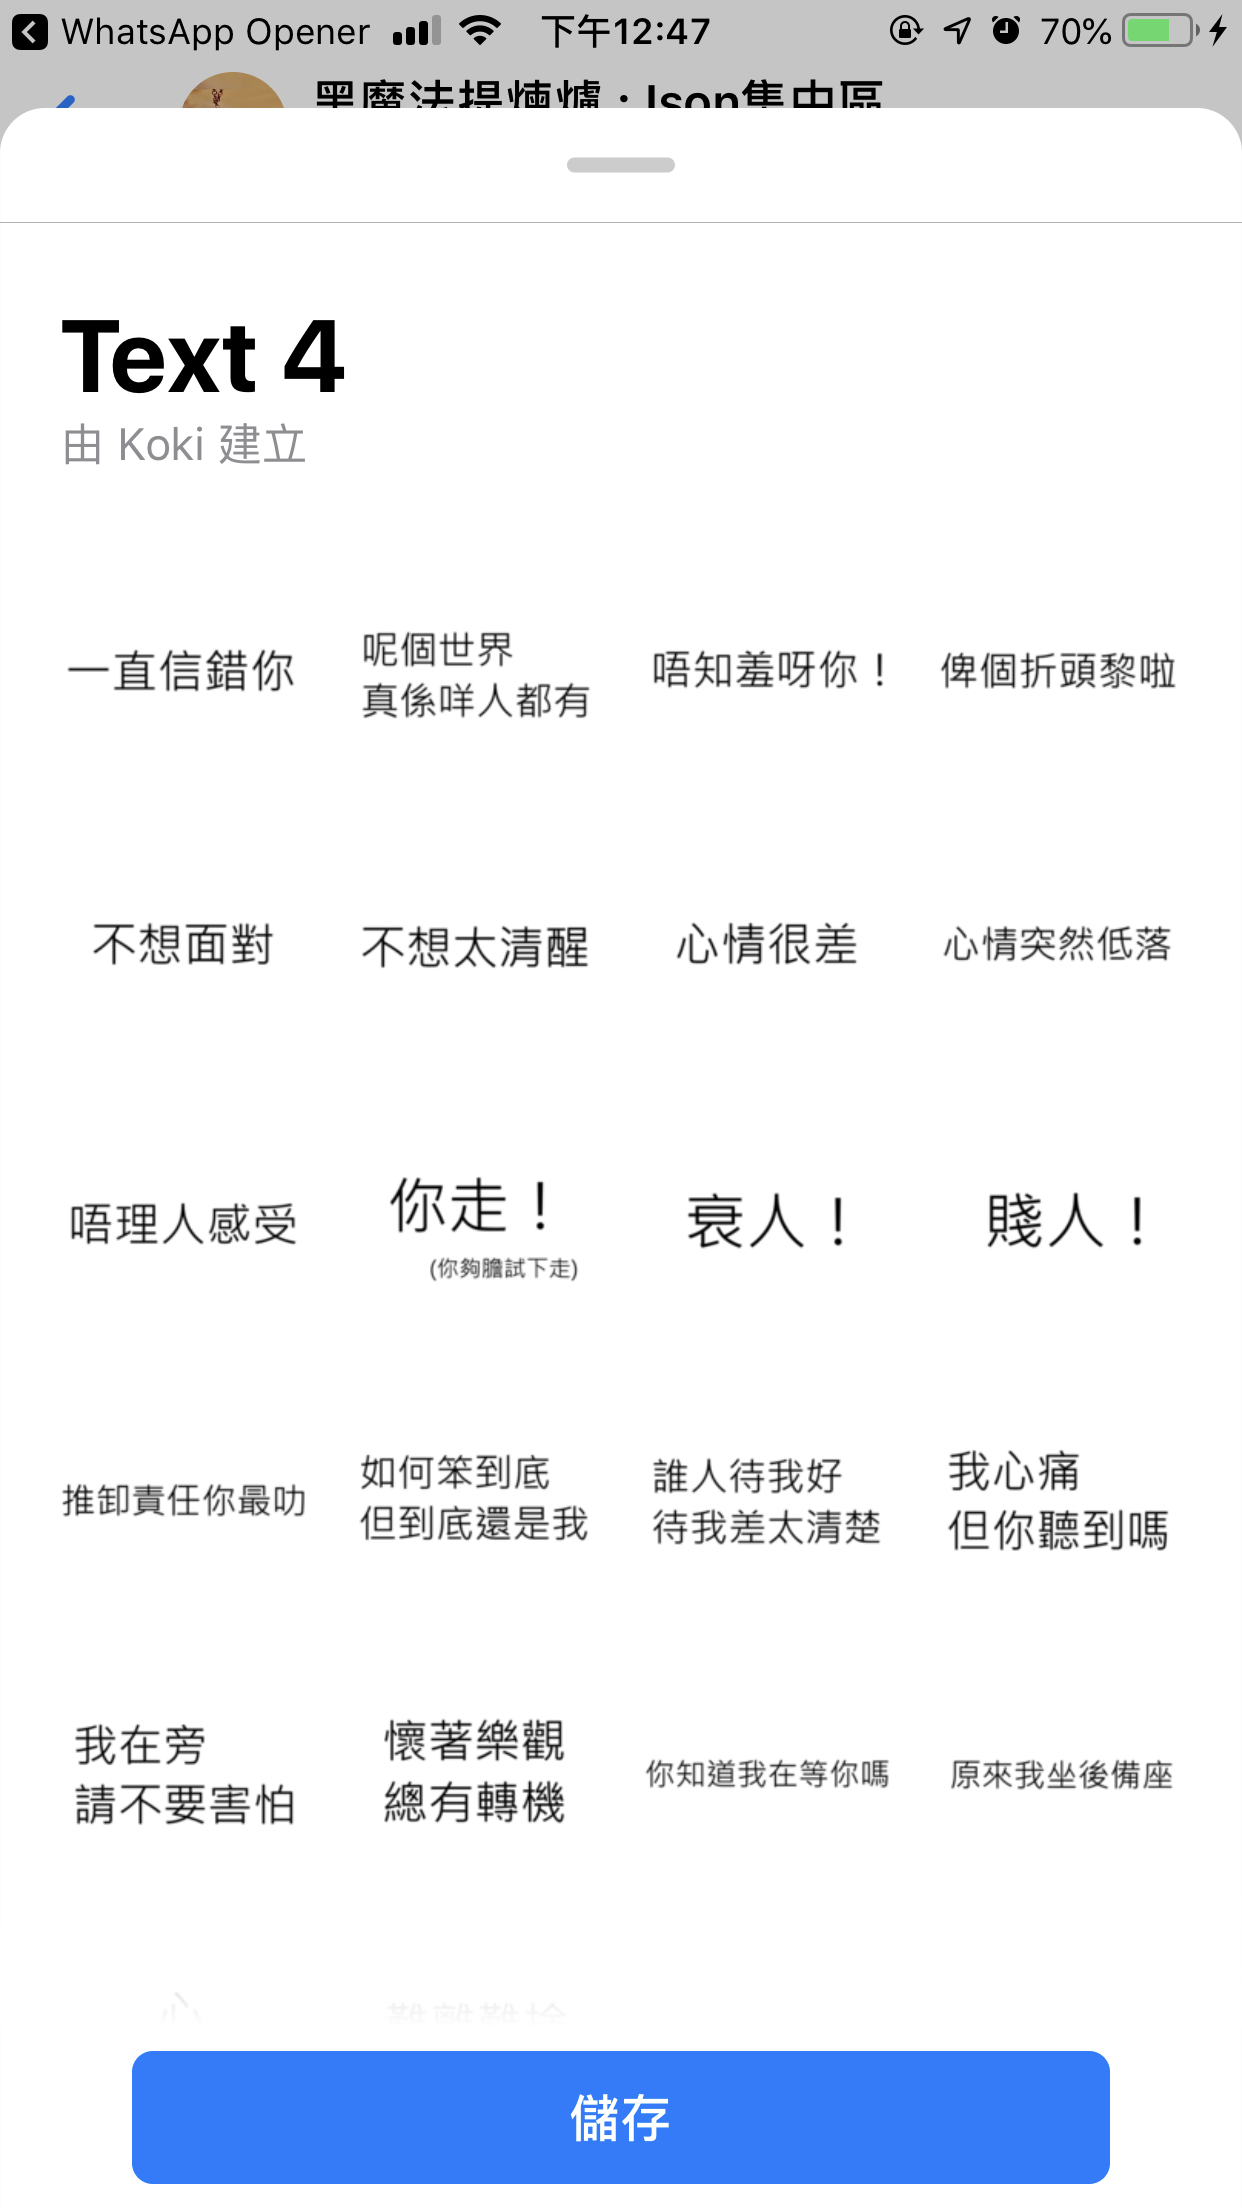 WhatsApp Opener 下午12:47 70%
黑魔法提煉爐：Json集中區
Text 4
由 Koki 建立
一直信錯你
呢個世界
真係咩人都有
唔知羞呀你！
俾個折頭黎啦
不想面對
不想太清醒
心情很差
心情突然低落
唔理人感受
你走！
(你夠膽試下走)
衰人！
賤人！
推卸責任你最叻
如何笨到底
但到底還是我
誰人待我好
待我差太清楚
我心痛
但你聽到嗎
我在旁
請不要害怕
懷著樂觀
總有轉機
你知道我在等你嗎
原來我坐後備座
心
難離難捨
儲存